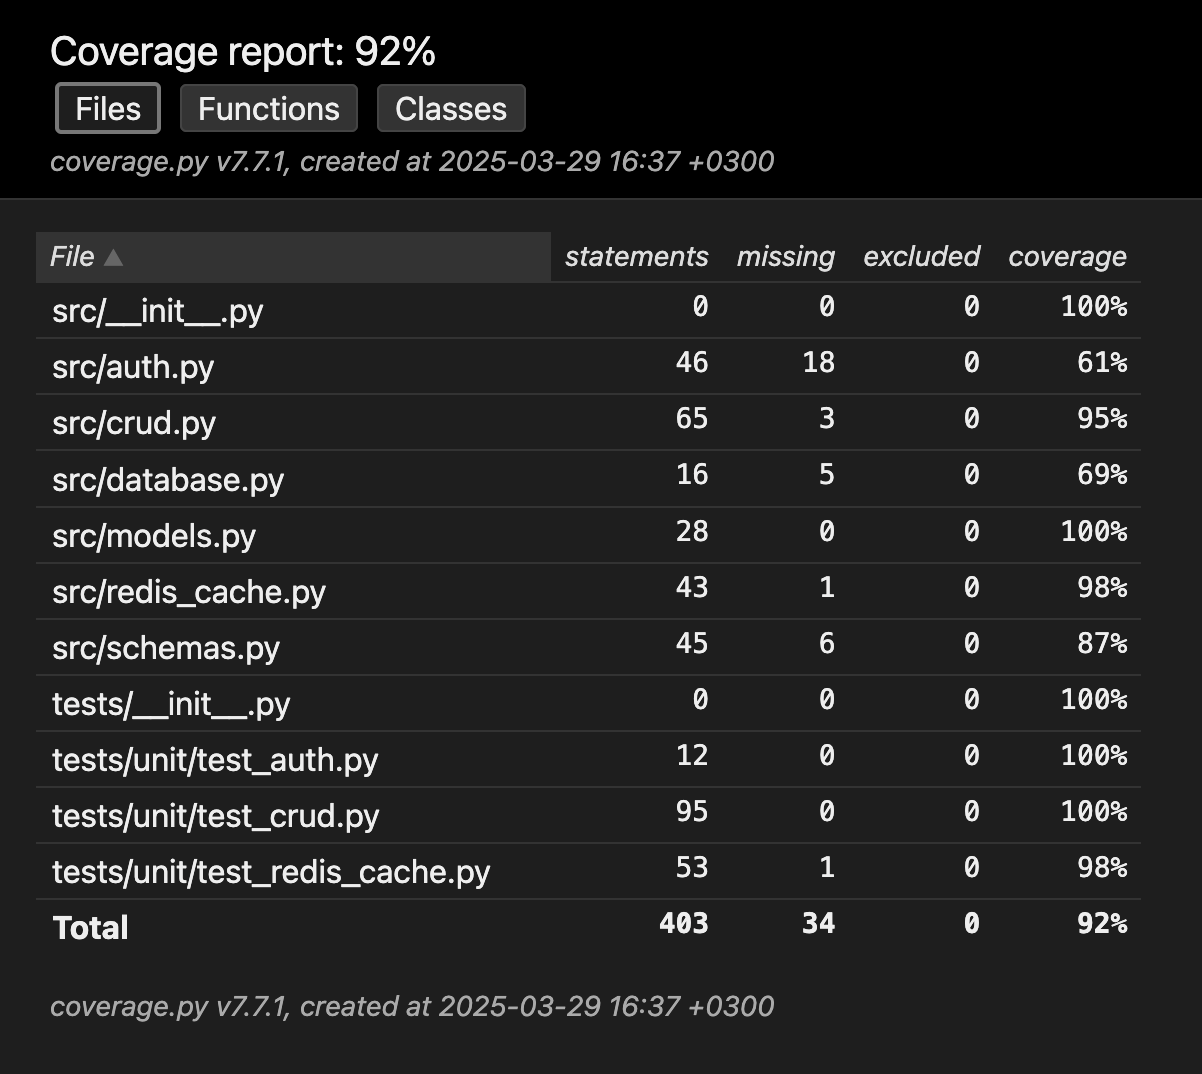 Coverage report: 92%
Files Functions Classes
coverage.py v7.7.1, created at 2025-03-29 16:37 +0300
File ▲ statements missing excluded coverage
src/__init__.py 0 0 0 100%
src/auth.py 46 18 0 61%
src/crud.py 65 3 0 95%
src/database.py 16 5 0 69%
src/models.py 28 0 0 100%
src/redis_cache.py 43 1 0 98%
src/schemas.py 45 6 0 87%
tests/__init__.py 0 0 0 100%
tests/unit/test_auth.py 12 0 0 100%
tests/unit/test_crud.py 95 0 0 100%
tests/unit/test_redis_cache.py 53 1 0 98%
Total 403 34 0 92%
coverage.py v7.7.1, created at 2025-03-29 16:37 +0300